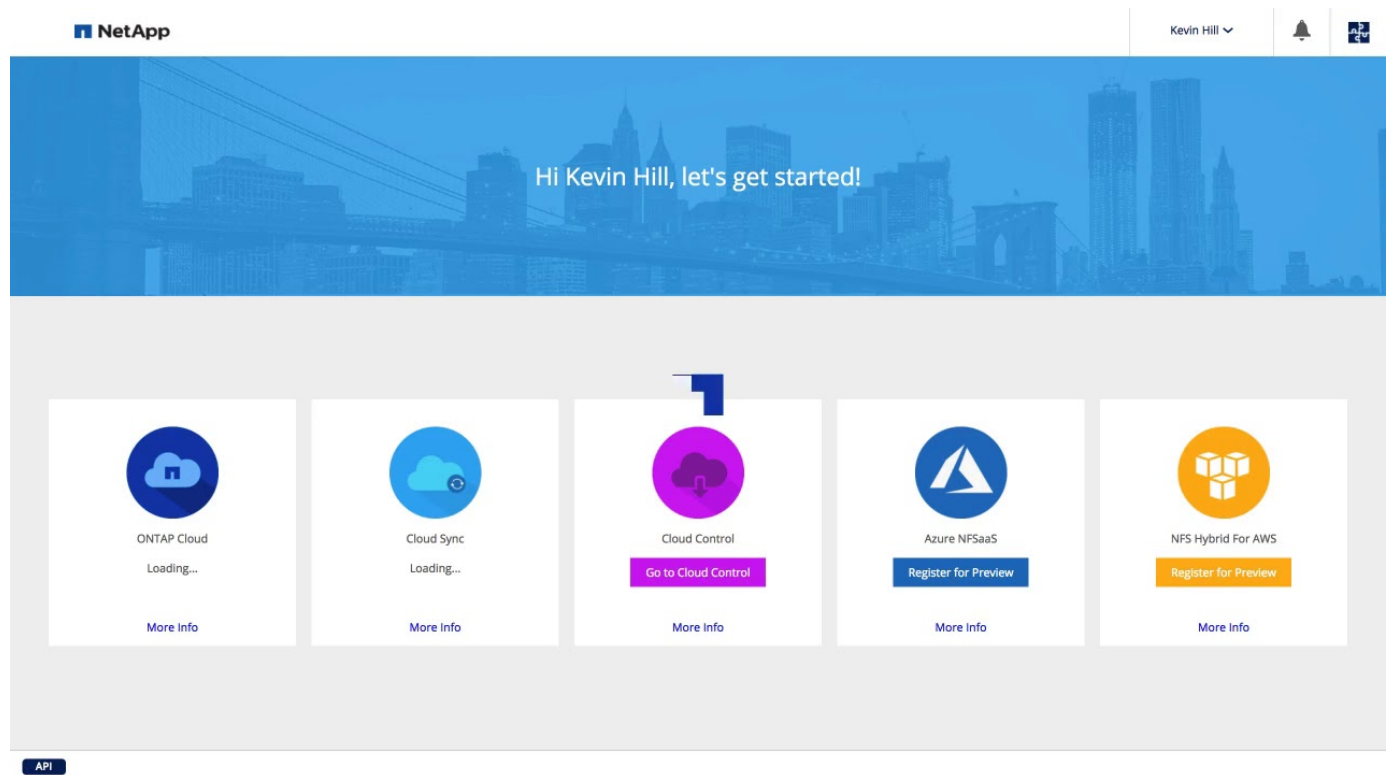 NetApp
Kevin Hill
Hi Kevin Hill, let's get started!
ONTAP Cloud
Loading...
More Info
Cloud Sync
Loading...
More Info
Cloud Control
Go to Cloud Control
More Info
Azure NFSaaS
Register for Preview
More Info
NFS Hybrid For AWS
Register for Preview
More Info
API